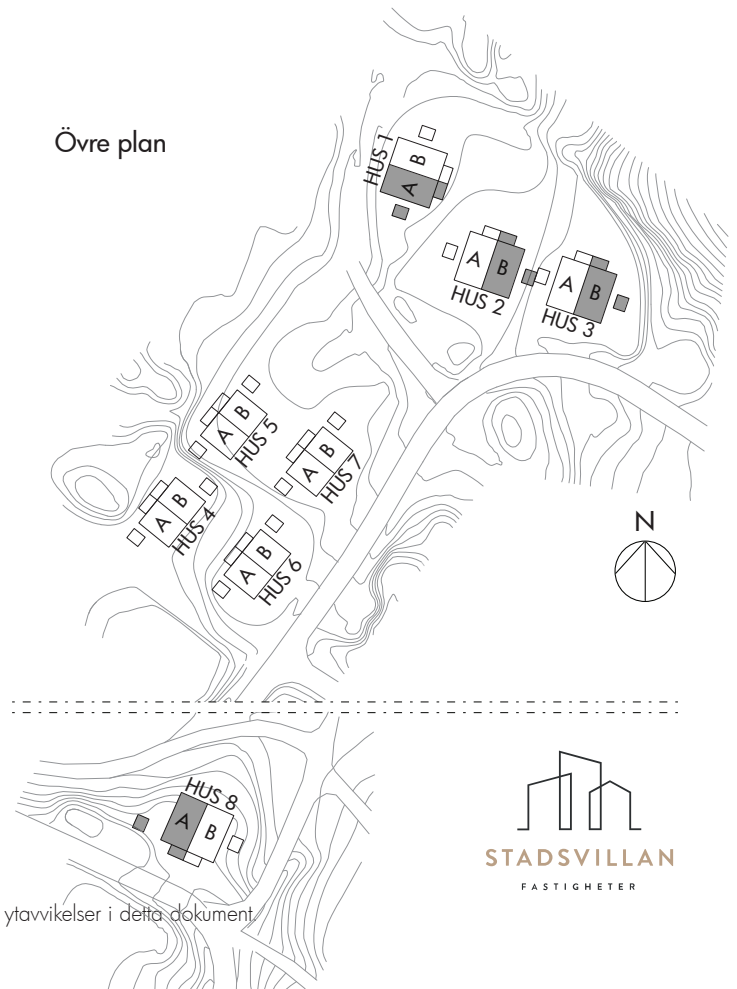 Övre plan
HUS 1
B
A
A
B
HUS 2
A
B
HUS 3
A
B
HUS 5
A
B
HUS 7
A
B
HUS 4
N
A
B
HUS 6
HUS 8
A
B
STADSVILLAN
FASTIGHETER
ytavvikelser i detta dokument.